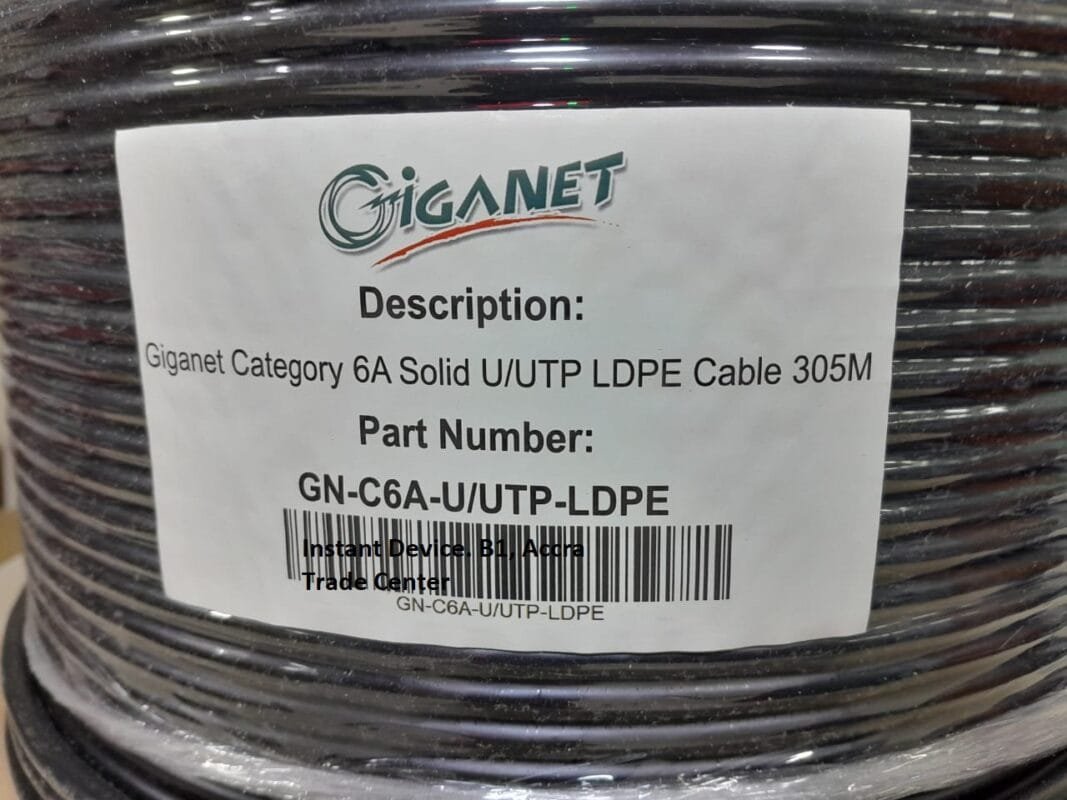 GIGANET
Description:
Giganet Category 6A Solid U/UTP LDPE Cable 305M
Part Number:
GN-C6A-U/UTP-LDPE
Instant Device. B1, Accra
Trade Center
GN-C6A-U/UTP-LDPE